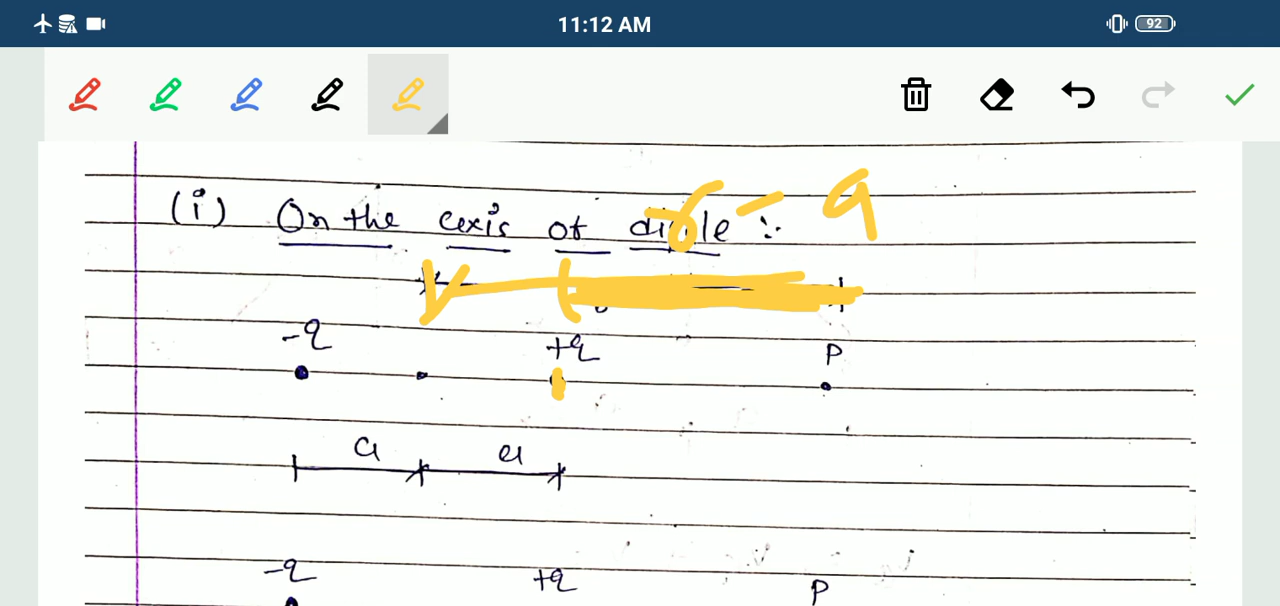 11:12 AM
92
(i) On the axis of dipole :- r - a
-q
+q
P
a a
-q
+q
P